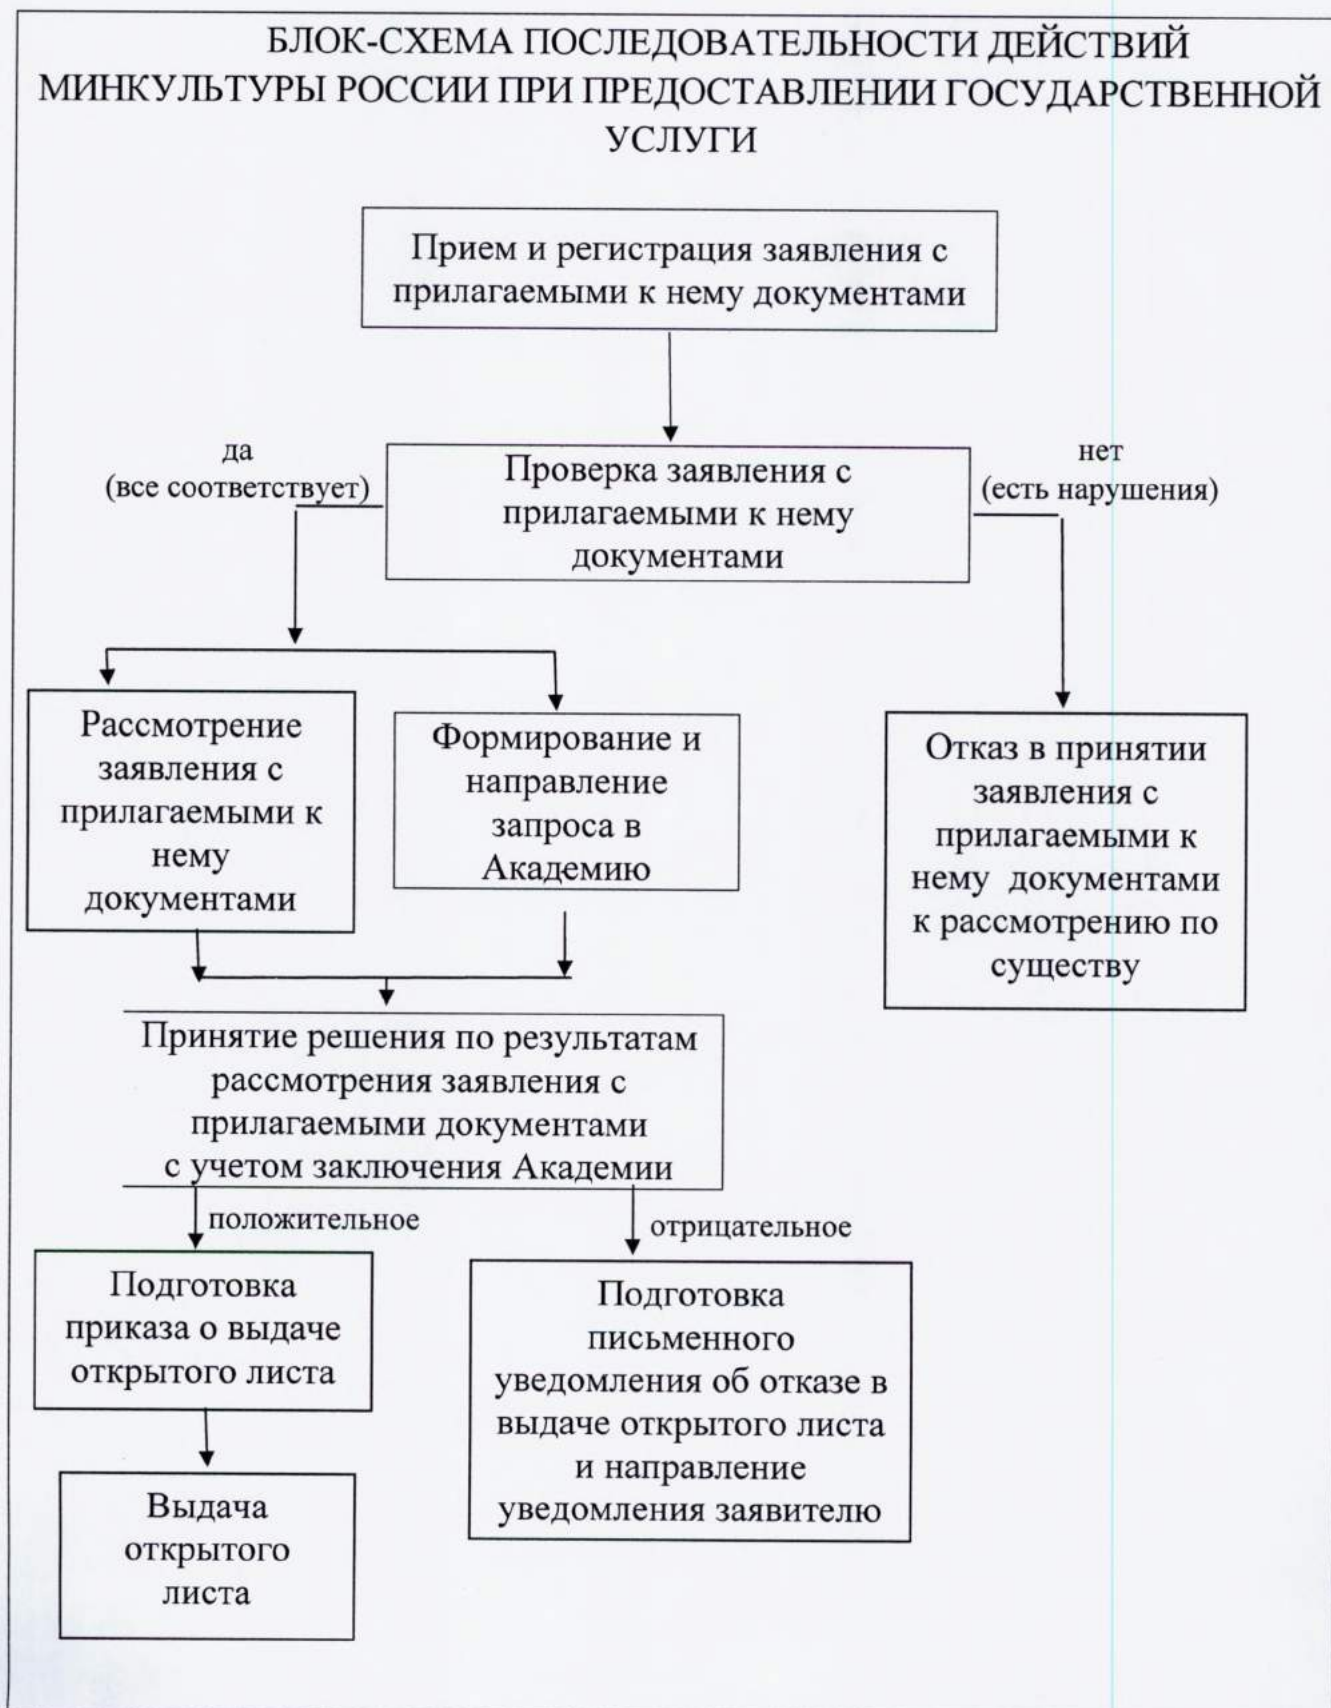 БЛОК-СХЕМА ПОСЛЕДОВАТЕЛЬНОСТИ ДЕЙСТВИЙ
МИНКУЛЬТУРЫ РОССИИ ПРИ ПРЕДОСТАВЛЕНИИ ГОСУДАРСТВЕННОЙ
УСЛУГИ
Прием и регистрация заявления с
прилагаемыми к нему документами
да
(все соответствует)
Проверка заявления с
прилагаемыми к нему
документами
нет
(есть нарушения)
Рассмотрение
заявления с
прилагаемыми к
нему
документами
Формирование и
направление
запроса в
Академию
Отказ в принятии
заявления с
прилагаемыми к
нему документами
к рассмотрению по
существу
Принятие решения по результатам
рассмотрения заявления с
прилагаемыми документами
с учетом заключения Академии
положительное
отрицательное
Подготовка
приказа о выдаче
открытого листа
Подготовка
письменного
уведомления об отказе в
выдаче открытого листа
и направление
уведомления заявителю
Выдача
открытого
листа